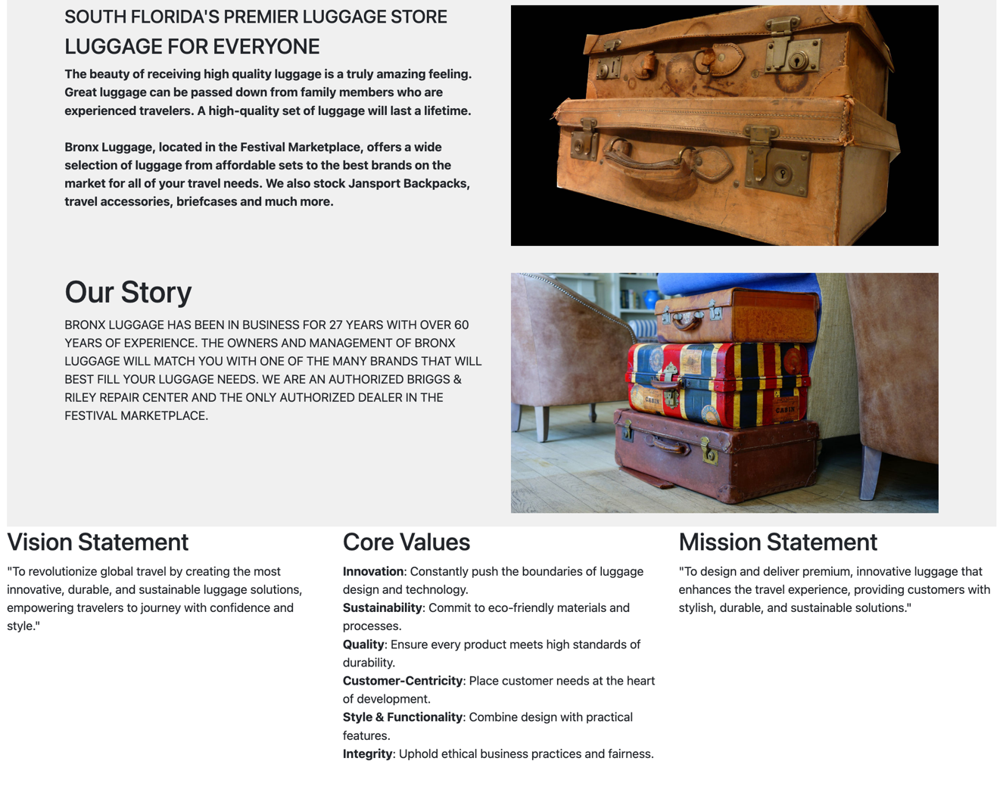 SOUTH FLORIDA'S PREMIER LUGGAGE STORE
LUGGAGE FOR EVERYONE
The beauty of receiving high quality luggage is a truly amazing feeling.
Great luggage can be passed down from family members who are
experienced travelers. A high-quality set of luggage will last a lifetime.
Bronx Luggage, located in the Festival Marketplace, offers a wide
selection of luggage from affordable sets to the best brands on the
market for all of your travel needs. We also stock Jansport Backpacks,
travel accessories, briefcases and much more.
Our Story
BRONX LUGGAGE HAS BEEN IN BUSINESS FOR 27 YEARS WITH OVER 60
YEARS OF EXPERIENCE. THE OWNERS AND MANAGEMENT OF BRONX
LUGGAGE WILL MATCH YOU WITH ONE OF THE MANY BRANDS THAT WILL
BEST FILL YOUR LUGGAGE NEEDS. WE ARE AN AUTHORIZED BRIGGS &
RILEY REPAIR CENTER AND THE ONLY AUTHORIZED DEALER IN THE
FESTIVAL MARKETPLACE.
CABIN
CABIN
Vision Statement
"To revolutionize global travel by creating the most
innovative, durable, and sustainable luggage solutions,
empowering travelers to journey with confidence and
style."
Core Values
Innovation: Constantly push the boundaries of luggage
design and technology.
Sustainability: Commit to eco-friendly materials and
processes.
Quality: Ensure every product meets high standards of
durability.
Customer-Centricity: Place customer needs at the heart
of development.
Style & Functionality: Combine design with practical
features.
Integrity: Uphold ethical business practices and fairness.
Mission Statement
"To design and deliver premium, innovative luggage that
enhances the travel experience, providing customers with
stylish, durable, and sustainable solutions."